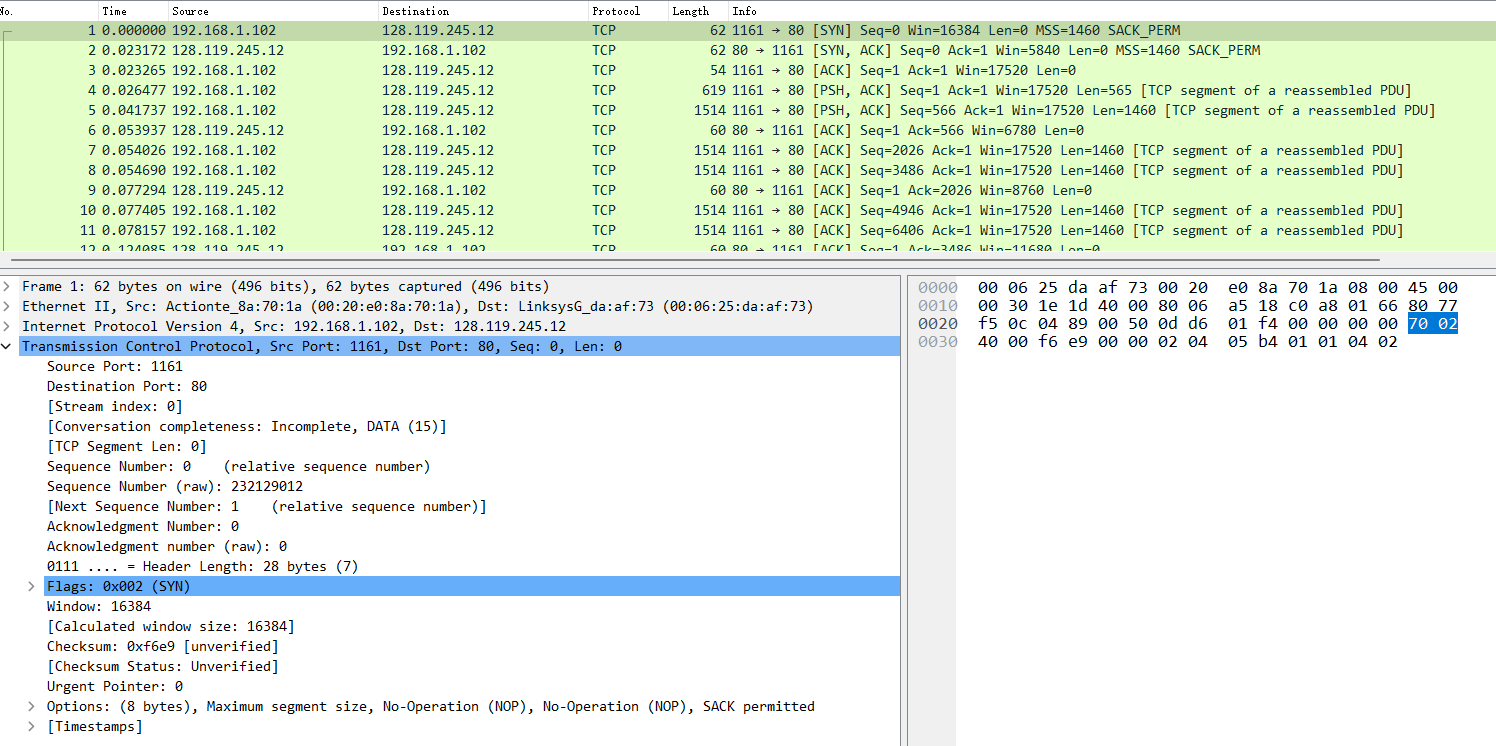 No. Time Source Destination Protocol Length Info
1 0.000000 192.168.1.102 128.119.245.12 TCP 62 1161 → 80 [SYN] Seq=0 Win=16384 Len=0 MSS=1460 SACK_PERM
2 0.023172 128.119.245.12 192.168.1.102 TCP 62 80 → 1161 [SYN, ACK] Seq=0 Ack=1 Win=5840 Len=0 MSS=1460 SACK_PERM
3 0.023265 192.168.1.102 128.119.245.12 TCP 54 1161 → 80 [ACK] Seq=1 Ack=1 Win=17520 Len=0
4 0.026477 192.168.1.102 128.119.245.12 TCP 619 1161 → 80 [PSH, ACK] Seq=1 Ack=1 Win=17520 Len=565 [TCP segment of a reassembled PDU]
5 0.041737 192.168.1.102 128.119.245.12 TCP 1514 1161 → 80 [PSH, ACK] Seq=566 Ack=1 Win=17520 Len=1460 [TCP segment of a reassembled PDU]
6 0.053937 128.119.245.12 192.168.1.102 TCP 60 80 → 1161 [ACK] Seq=1 Ack=566 Win=6780 Len=0
7 0.054026 192.168.1.102 128.119.245.12 TCP 1514 1161 → 80 [ACK] Seq=2026 Ack=1 Win=17520 Len=1460 [TCP segment of a reassembled PDU]
8 0.054690 192.168.1.102 128.119.245.12 TCP 1514 1161 → 80 [ACK] Seq=3486 Ack=1 Win=17520 Len=1460 [TCP segment of a reassembled PDU]
9 0.077294 128.119.245.12 192.168.1.102 TCP 60 80 → 1161 [ACK] Seq=1 Ack=2026 Win=8760 Len=0
10 0.077405 192.168.1.102 128.119.245.12 TCP 1514 1161 → 80 [ACK] Seq=4946 Ack=1 Win=17520 Len=1460 [TCP segment of a reassembled PDU]
11 0.078157 192.168.1.102 128.119.245.12 TCP 1514 1161 → 80 [ACK] Seq=6406 Ack=1 Win=17520 Len=1460 [TCP segment of a reassembled PDU]
12 0.124085 128.119.245.12 192.168.1.102 TCP 60 80 → 1161 [ACK] Seq=1 Ack=3486 Win=11680 Len=0
Frame 1: 62 bytes on wire (496 bits), 62 bytes captured (496 bits)
Ethernet II, Src: Actionte_8a:70:1a (00:20:e0:8a:70:1a), Dst: LinksysG_da:af:73 (00:06:25:da:af:73)
Internet Protocol Version 4, Src: 192.168.1.102, Dst: 128.119.245.12
Transmission Control Protocol, Src Port: 1161, Dst Port: 80, Seq: 0, Len: 0
Source Port: 1161
Destination Port: 80
[Stream index: 0]
[Conversation completeness: Incomplete, DATA (15)]
[TCP Segment Len: 0]
Sequence Number: 0 (relative sequence number)
Sequence Number (raw): 232129012
[Next Sequence Number: 1 (relative sequence number)]
Acknowledgment Number: 0
Acknowledgment number (raw): 0
0111 .... = Header Length: 28 bytes (7)
Flags: 0x002 (SYN)
Window: 16384
[Calculated window size: 16384]
Checksum: 0xf6e9 [unverified]
[Checksum Status: Unverified]
Urgent Pointer: 0
Options: (8 bytes), Maximum segment size, No-Operation (NOP), No-Operation (NOP), SACK permitted
[Timestamps]
0000 00 06 25 da af 73 00 20 e0 8a 70 1a 08 00 45 00
0010 00 30 1e 1d 40 00 80 06 a5 18 c0 a8 01 66 80 77
0020 f5 0c 04 89 00 50 0d d6 01 f4 00 00 00 00 70 02
0030 40 00 f6 e9 00 00 02 04 05 b4 01 01 04 02